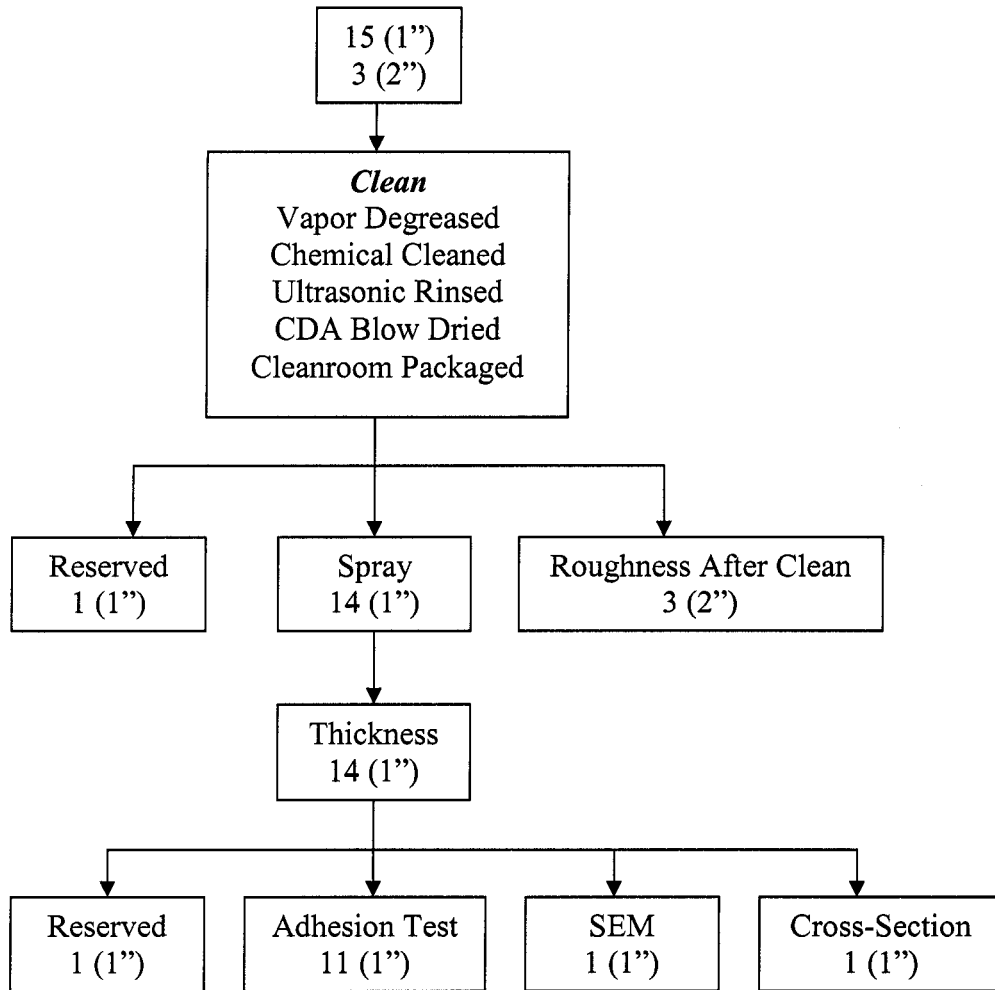 15 (1”)
3 (2”)
Clean
Vapor Degreased
Chemical Cleaned
Ultrasonic Rinsed
CDA Blow Dried
Cleanroom Packaged
Reserved
1 (1”)
Spray
14 (1”)
Roughness After Clean
3 (2”)
Thickness
14 (1”)
Reserved
1 (1”)
Adhesion Test
11 (1”)
SEM
1 (1”)
Cross-Section
1 (1”)